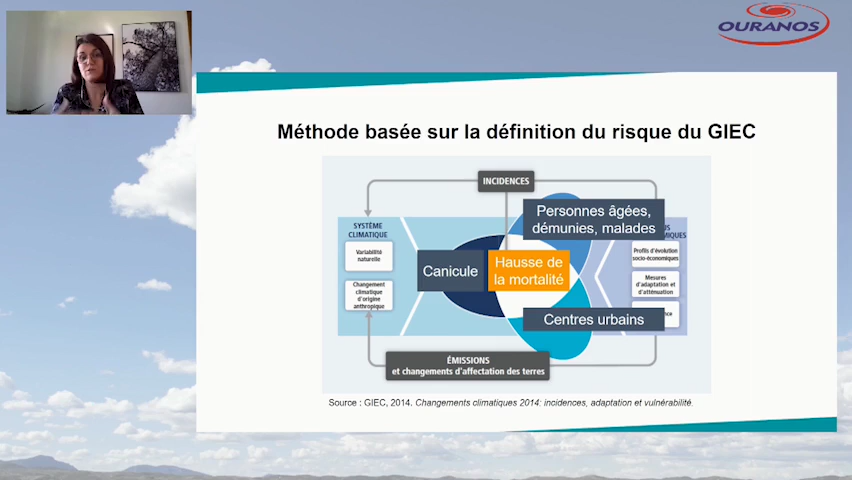 OURANOS
Méthode basée sur la définition du risque du GIEC
INCIDENCES
SYSTÈME
CLIMATIQUE
Variabilité
naturelle
Changement
climatique
d'origine
anthropique
Personnes âgées,
démunies, malades
Canicule
Hausse de
la mortalité
Centres urbains
Profils d'évolution
socio-économiques
Mesures
d'adaptation et
d'atténuation
ÉMISSIONS
et changements d'affectation des terres
Source : GIEC, 2014. Changements climatiques 2014: incidences, adaptation et vulnérabilité.